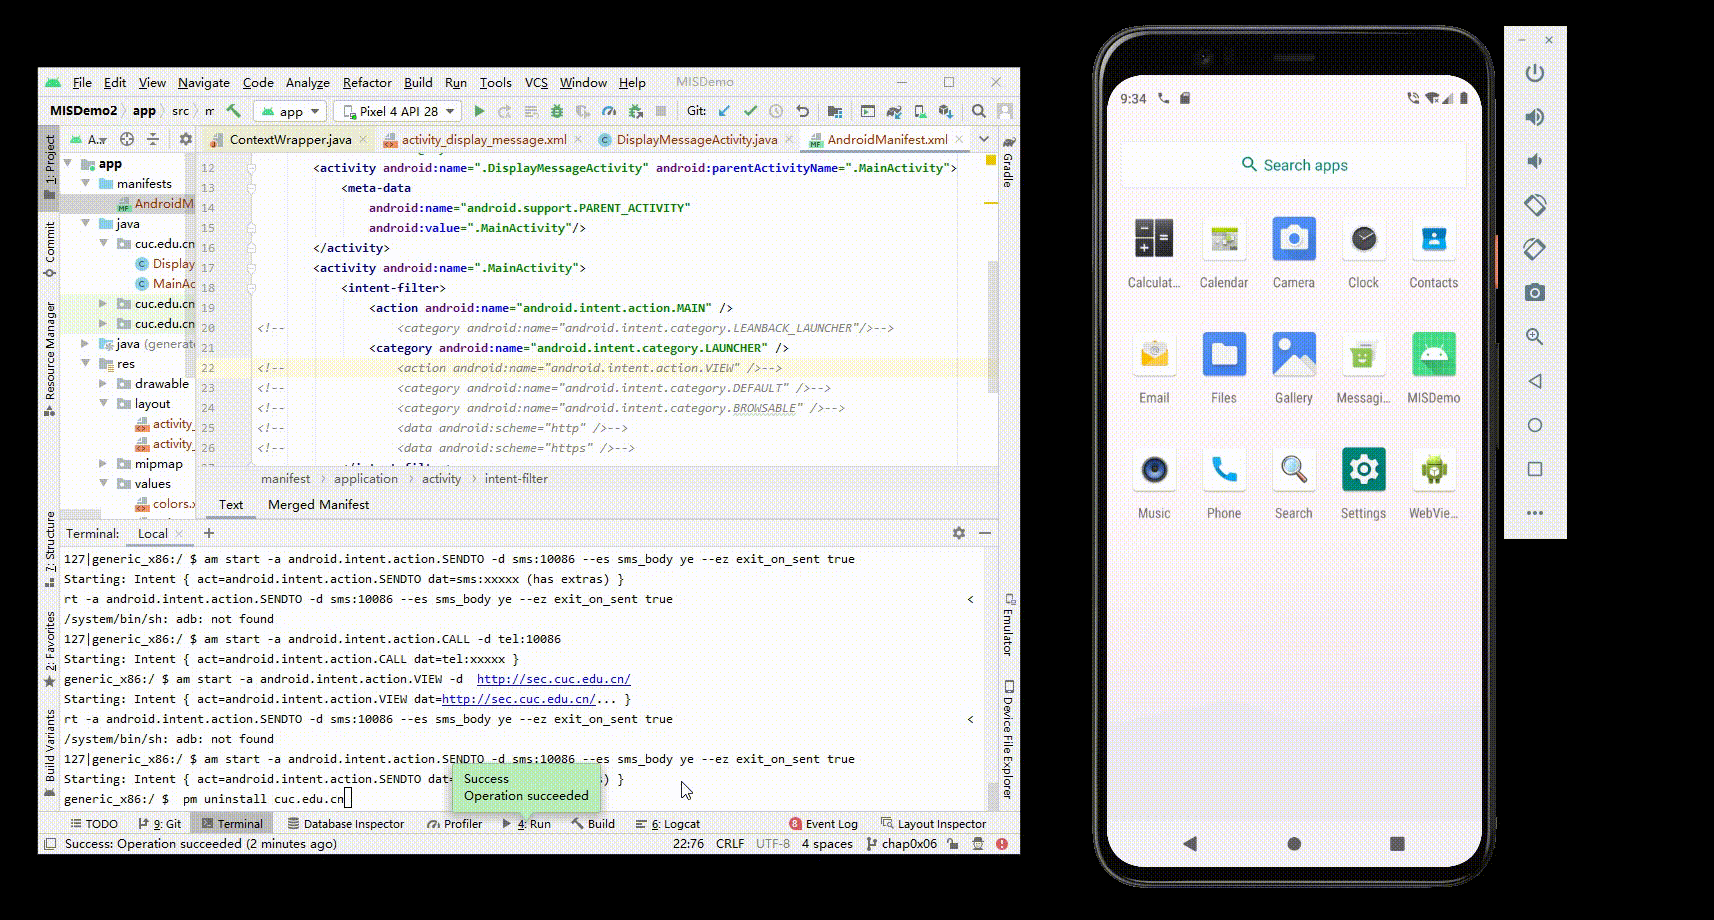 File Edit View Navigate Code Analyze Refactor Build Run Tools VCS Window Help MISDemo
MISDemo2 app src app Pixel 4 API 28 Git:
A..
ContextWrapper.java activity_display_message.xml DisplayMessageActivity.java AndroidManifest.xml
1: Project
Commit
Resource Manager
7: Structure
2: Favorites
Build Variants
app
manifests
AndroidM
java
cuc.edu.cn
Display
MainAc
cuc.edu.cn
cuc.edu.cn
java (generat
res
drawable
layout
activity_
activity_
mipmap
values
colors.x
12 <activity android:name=".DisplayMessageActivity" android:parentActivityName=".MainActivity">
13 <meta-data
14 android:name="android.support.PARENT_ACTIVITY"
15 android:value=".MainActivity"/>
16 </activity>
17 <activity android:name=".MainActivity">
18 <intent-filter>
19 <action android:name="android.intent.action.MAIN" />
20 <!-- <category android:name="android.intent.category.LEANBACK_LAUNCHER"/>-->
21 <category android:name="android.intent.category.LAUNCHER" />
22 <!-- <action android:name="android.intent.action.VIEW" />-->
23 <!-- <category android:name="android.intent.category.DEFAULT" />-->
24 <!-- <category android:name="android.intent.category.BROWSABLE" />-->
25 <!-- <data android:scheme="http" />-->
26 <!-- <data android:scheme="https" />-->
manifest application activity intent-filter
Text Merged Manifest
Gradle
Emulator
Device File Explorer
Terminal: Local +
127|generic_x86:/ $ am start -a android.intent.action.SENDTO -d sms:10086 --es sms_body ye --ez exit_on_sent true
Starting: Intent { act=android.intent.action.SENDTO dat=sms:xxxxx (has extras) }
rt -a android.intent.action.SENDTO -d sms:10086 --es sms_body ye --ez exit_on_sent true <
/system/bin/sh: adb: not found
127|generic_x86:/ $ am start -a android.intent.action.CALL -d tel:10086
Starting: Intent { act=android.intent.action.CALL dat=tel:xxxxx }
generic_x86:/ $ am start -a android.intent.action.VIEW -d http://sec.cuc.edu.cn/
Starting: Intent { act=android.intent.action.VIEW dat=http://sec.cuc.edu.cn/... }
rt -a android.intent.action.SENDTO -d sms:10086 --es sms_body ye --ez exit_on_sent true <
/system/bin/sh: adb: not found
127|generic_x86:/ $ am start -a android.intent.action.SENDTO -d sms:10086 --es sms_body ye --ez exit_on_sent true
Starting: Intent { act=android.intent.action.SENDTO dat= ) }
generic_x86:/ $ pm uninstall cuc.edu.cn
Success
Operation succeeded
TODO 9: Git Terminal Database Inspector Profiler 4: Run Build 6: Logcat 8 Event Log Layout Inspector
Success: Operation succeeded (2 minutes ago) 22:76 CRLF UTF-8 4 spaces chap0x06
9:34
Search apps
Calculat... Calendar Camera Clock Contacts
Email Files Gallery Messagi... MISDemo
Music Phone Search Settings WebVie...